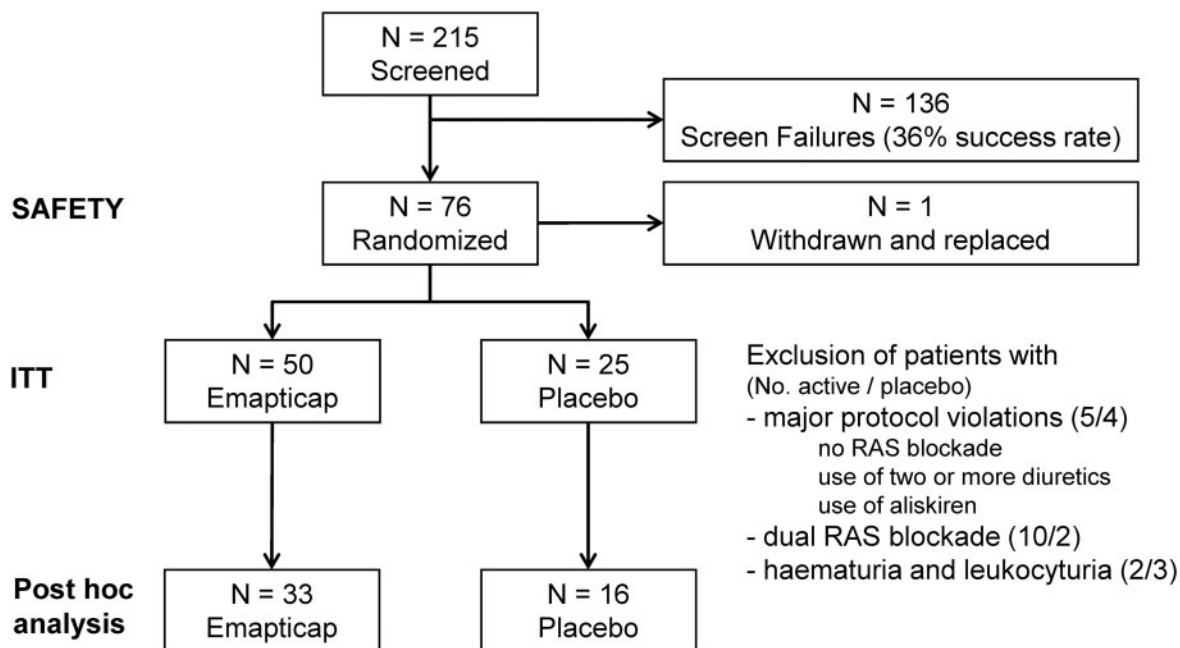 N = 215
Screened
N = 136
Screen Failures (36% success rate)
SAFETY
N = 76
Randomized
N = 1
Withdrawn and replaced
ITT
N = 50
Emapticap
N = 25
Placebo
Exclusion of patients with
(No. active / placebo)
- major protocol violations (5/4)
no RAS blockade
use of two or more diuretics
use of aliskiren
- dual RAS blockade (10/2)
- haematuria and leukocyturia (2/3)
Post hoc
analysis
N = 33
Emapticap
N = 16
Placebo